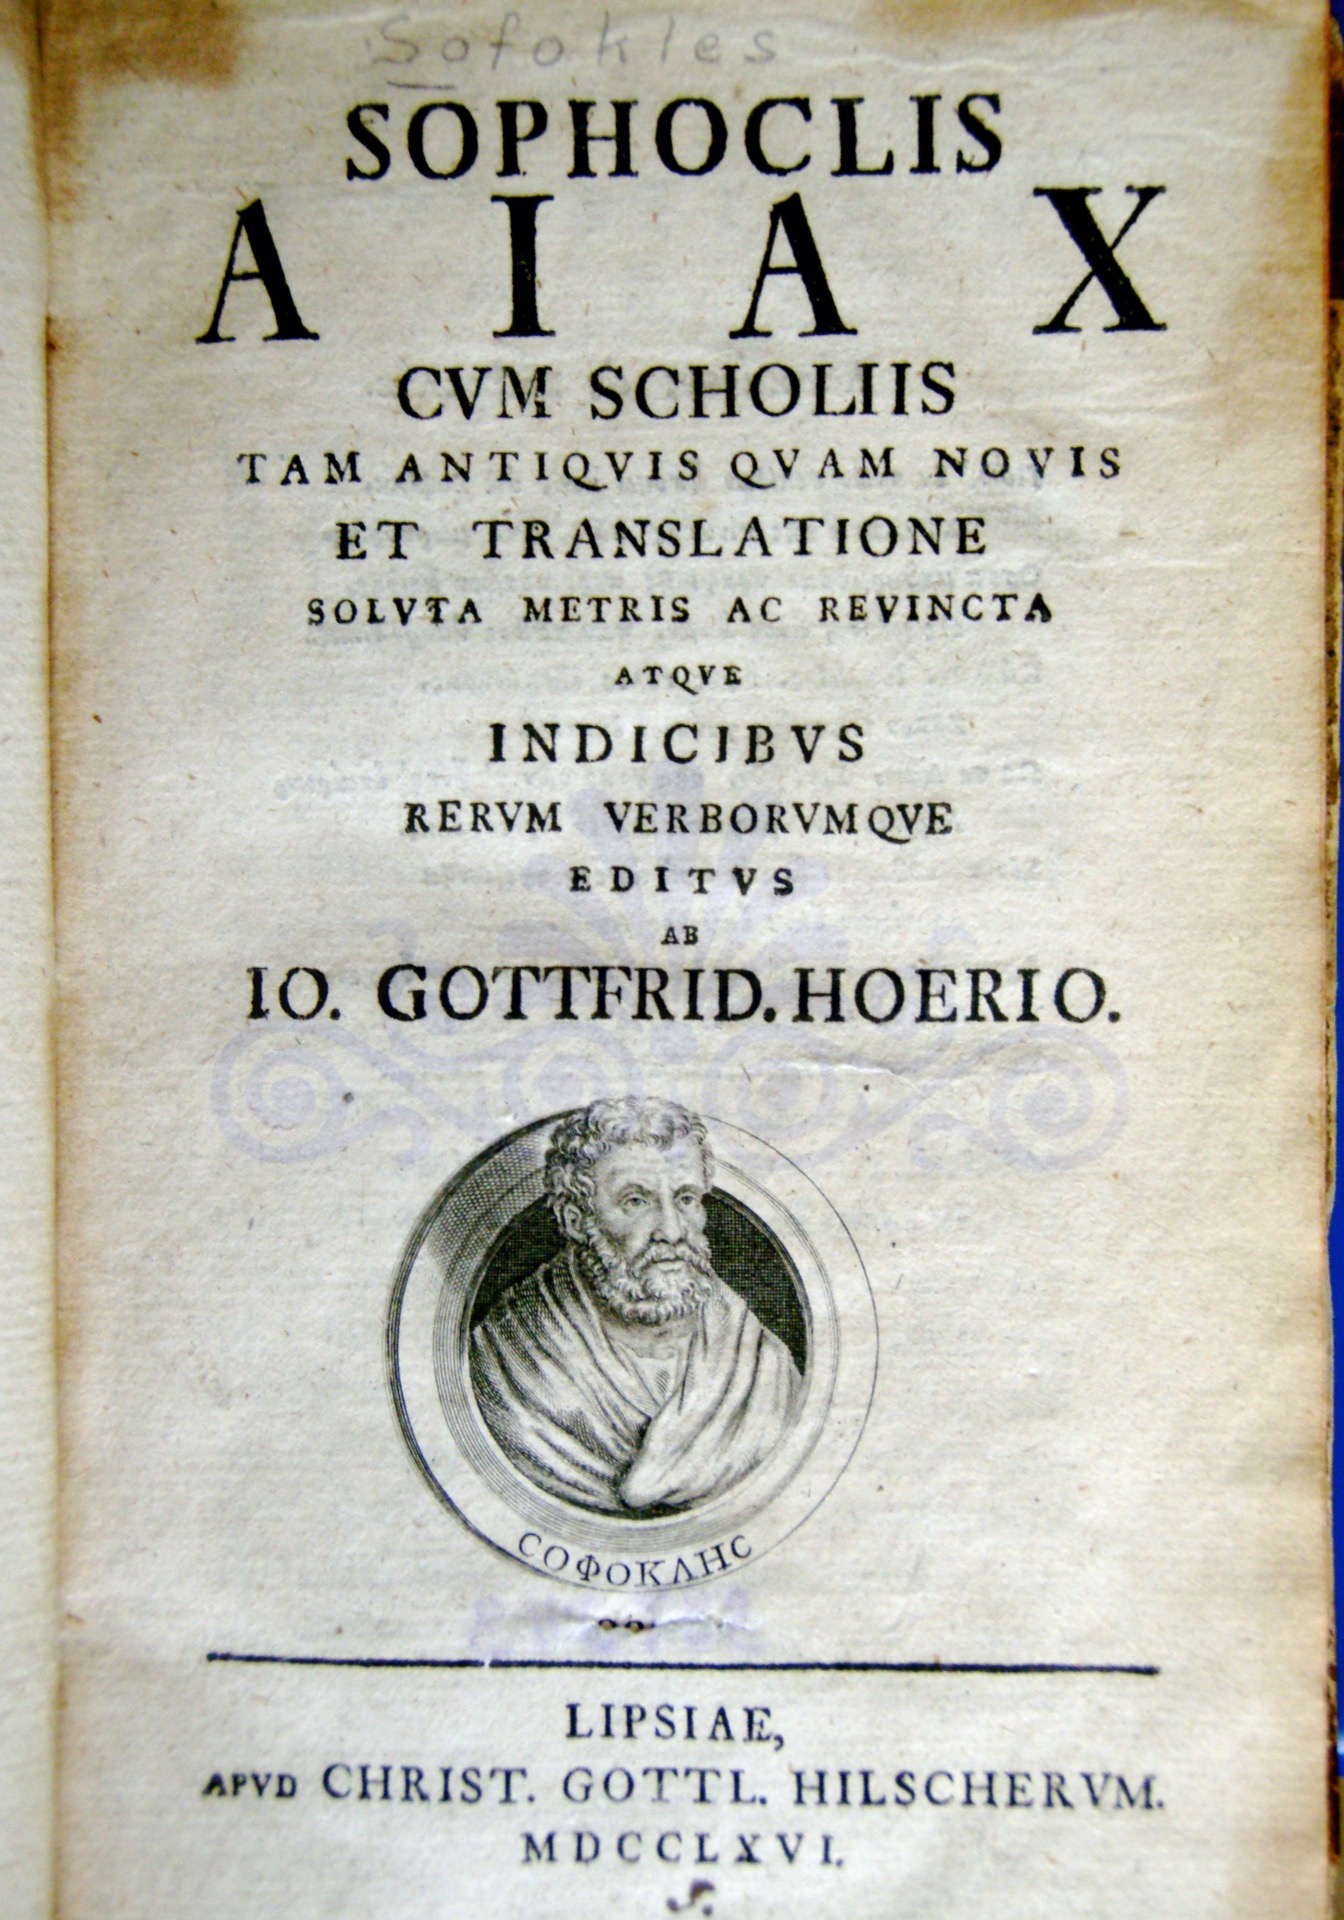 Sofokles
SOPHOCLIS
AIAX
CVM SCHOLIIS
TAM ANTIQVIS QVAM NOVIS
ET TRANSLATIONE
SOLVTA METRIS AC REVINCTA
ATQVE
INDICIBVS
RERVM VERBORVMQVE
EDITVS
AB
IO. GOTTFRID. HOERIO.
СΟΦΟΚΛΗС
LIPSIAE,
APVD CHRIST. GOTTL. HILSCHERVM.
MDCCLXVI.